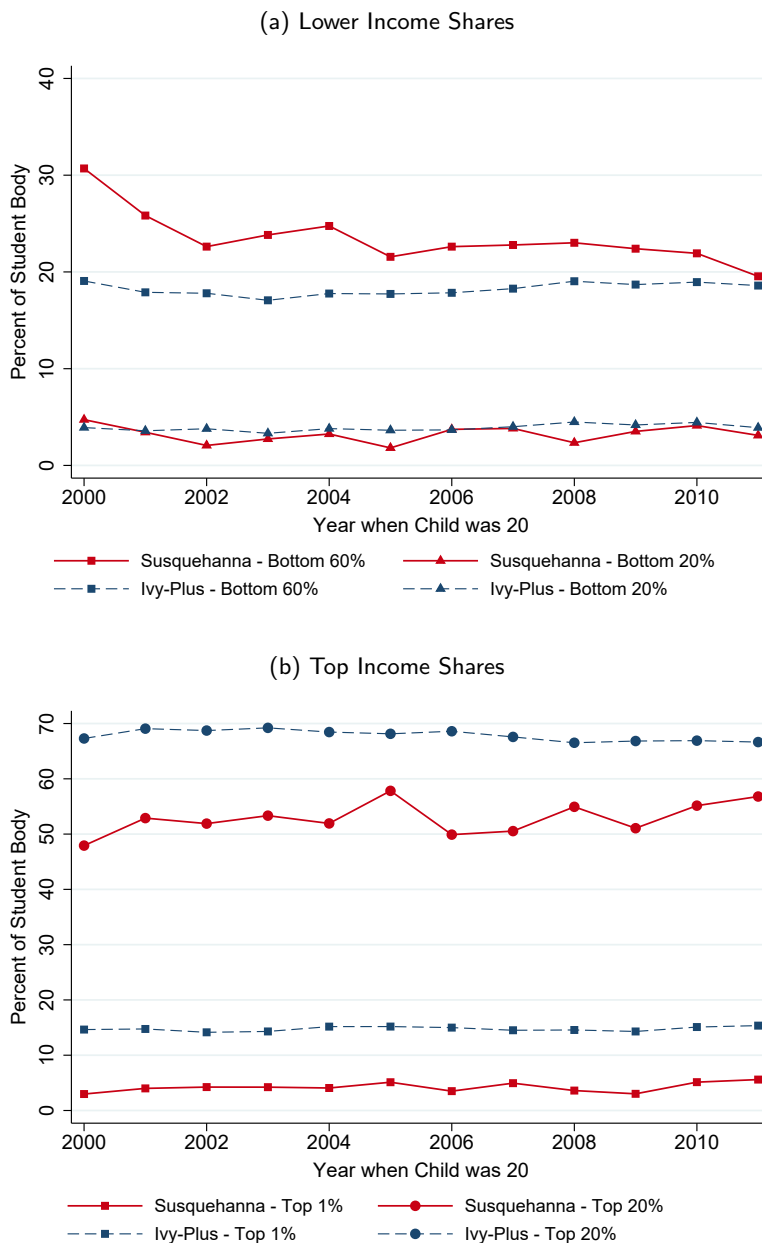 (a) Lower Income Shares
Percent of Student Body
40
30
20
10
0
2000 2002 2004 2006 2008 2010
Year when Child was 20
Susquehanna - Bottom 60% Susquehanna - Bottom 20%
Ivy-Plus - Bottom 60% Ivy-Plus - Bottom 20%
(b) Top Income Shares
Percent of Student Body
70
60
50
40
30
20
10
0
2000 2002 2004 2006 2008 2010
Year when Child was 20
Susquehanna - Top 1% Susquehanna - Top 20%
Ivy-Plus - Top 1% Ivy-Plus - Top 20%